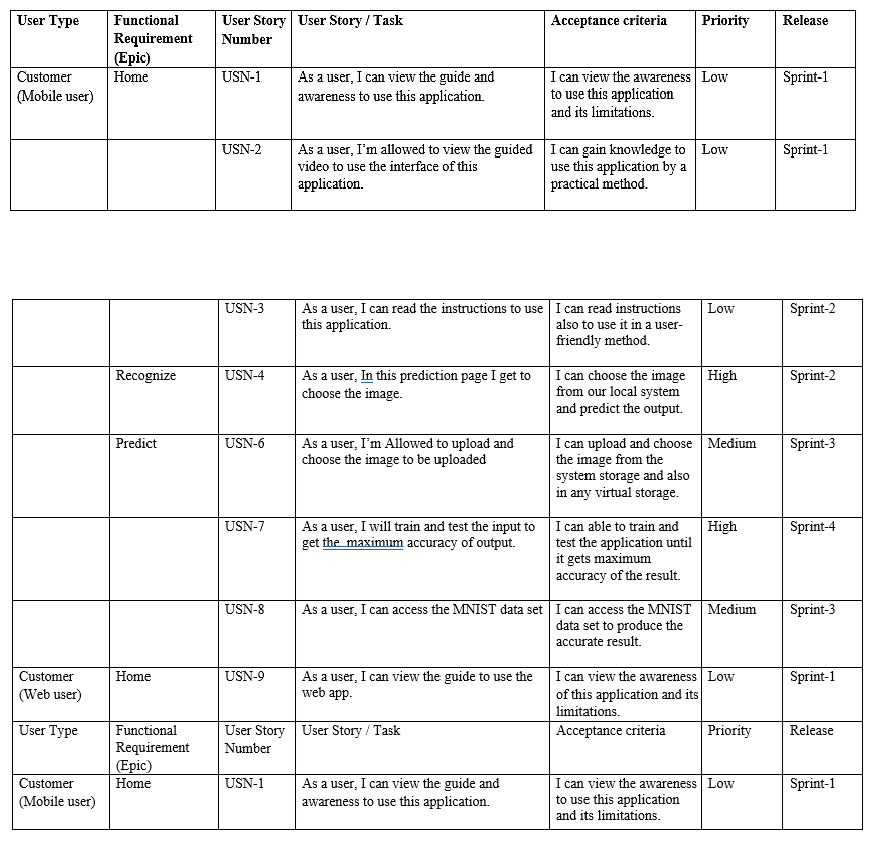 User Type Functional Requirement (Epic) User Story Number User Story / Task Acceptance criteria Priority Release
Customer (Mobile user) Home USN-1 As a user, I can view the guide and awareness to use this application. I can view the awareness to use this application and its limitations. Low Sprint-1
USN-2 As a user, I'm allowed to view the guided video to use the interface of this application. I can gain knowledge to use this application by a practical method. Low Sprint-1
USN-3 As a user, I can read the instructions to use this application. I can read instructions also to use it in a user-friendly method. Low Sprint-2
Recognize USN-4 As a user, In this prediction page I get to choose the image. I can choose the image from our local system and predict the output. High Sprint-2
Predict USN-6 As a user, I'm Allowed to upload and choose the image to be uploaded I can upload and choose the image from the system storage and also in any virtual storage. Medium Sprint-3
USN-7 As a user, I will train and test the input to get the maximum accuracy of output. I can able to train and test the application until it gets maximum accuracy of the result. High Sprint-4
USN-8 As a user, I can access the MNIST data set I can access the MNIST data set to produce the accurate result. Medium Sprint-3
Customer (Web user) Home USN-9 As a user, I can view the guide to use the web app. I can view the awareness of this application and its limitations. Low Sprint-1
User Type Functional Requirement (Epic) User Story Number User Story / Task Acceptance criteria Priority Release
Customer (Mobile user) Home USN-1 As a user, I can view the guide and awareness to use this application. I can view the awareness to use this application and its limitations. Low Sprint-1